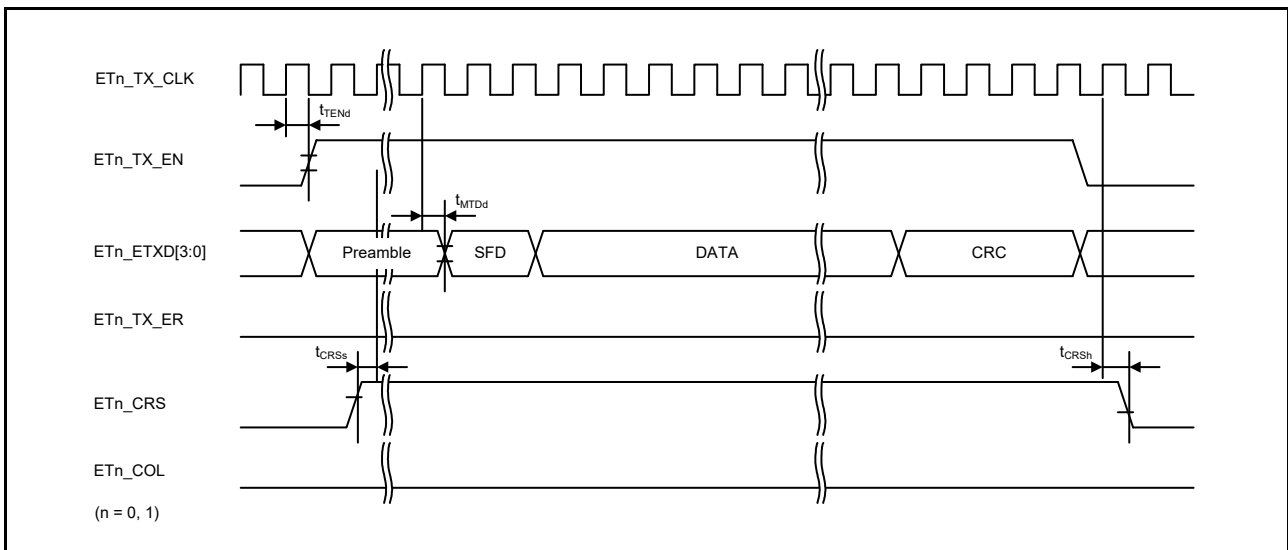 ETn_TX_CLK
tTENd
ETn_TX_EN
tMTDd
ETn_ETXD[3:0]
Preamble
SFD
DATA
CRC
ETn_TX_ER
tCRSs
tCRSh
ETn_CRS
ETn_COL
(n = 0, 1)